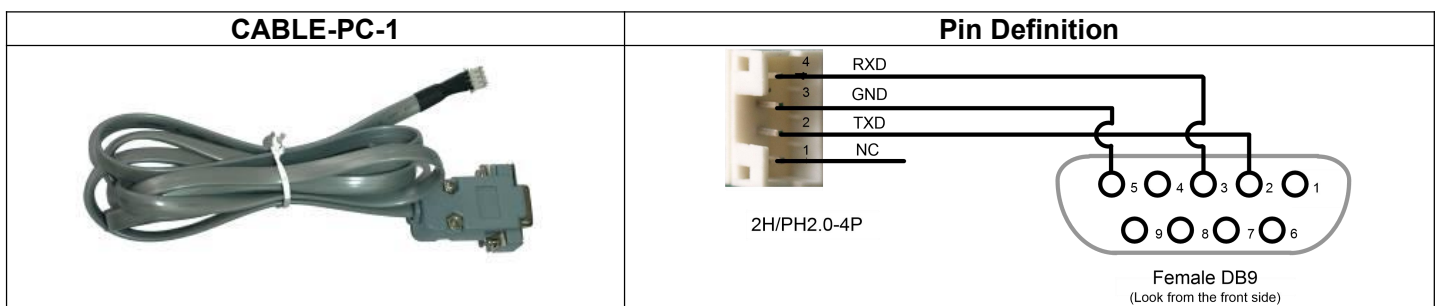 CABLE-PC-1
Pin Definition
4 RXD
3 GND
2 TXD
1 NC
2H/PH2.0-4P
5 4 3 2 1
9 8 7 6
Female DB9
(Look from the front side)